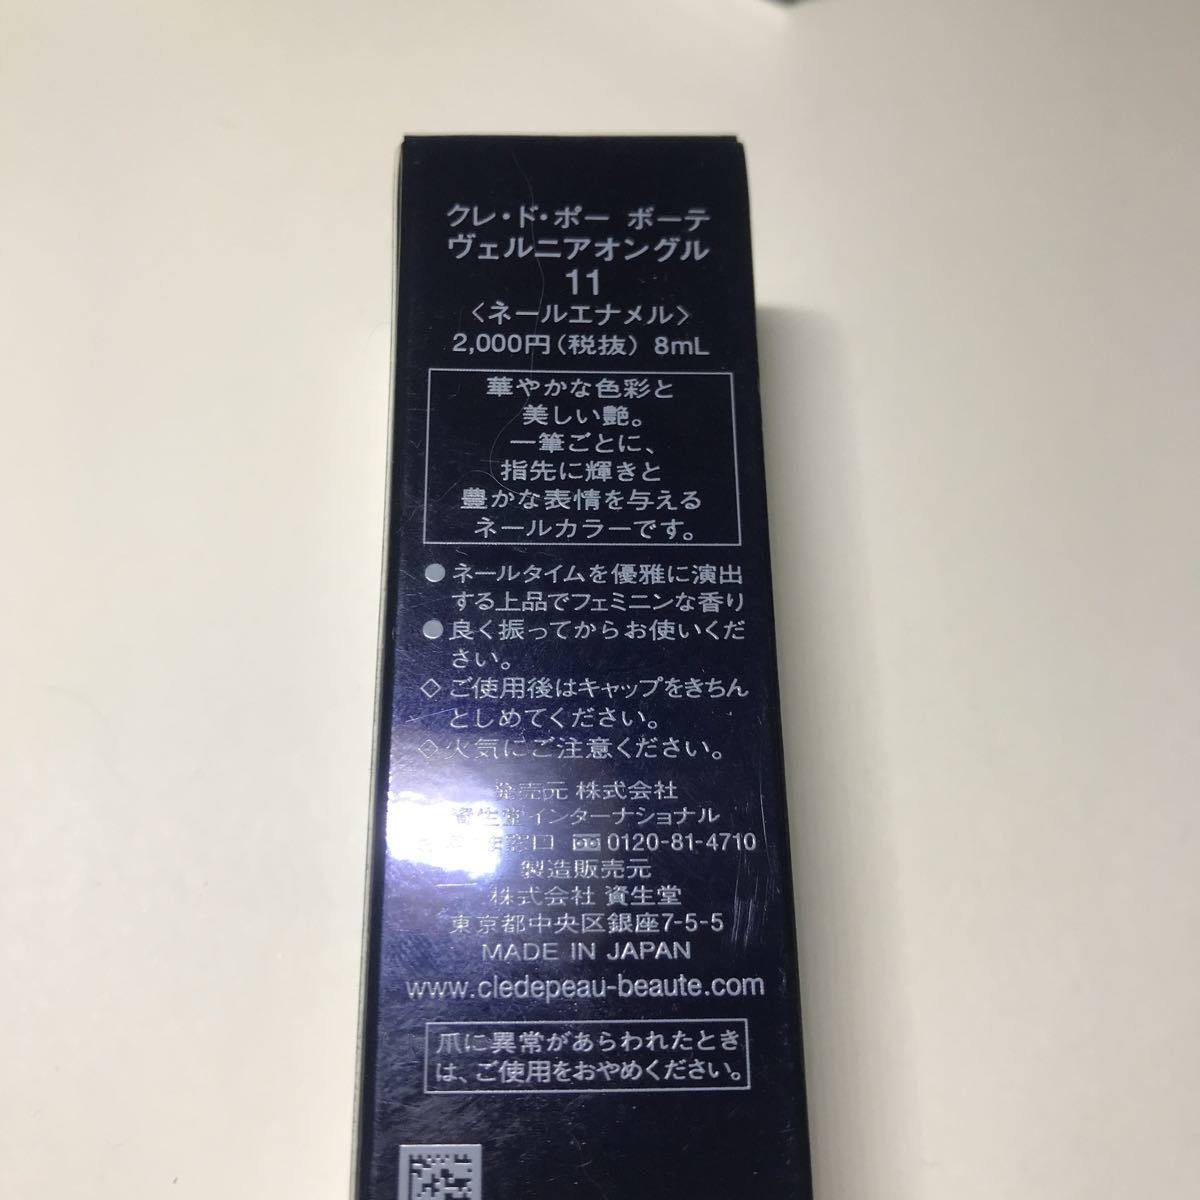 クレ・ド・ポー ボーテ
ヴェルニアオングル
11
〈ネールエナメル〉
2,000円(税抜) 8mL
華やかな色彩と
美しい艶。
一筆ごとに、
指先に輝きと
豊かな表情を与える
ネールカラーです。
●ネールタイムを優雅に演出
する上品でフェミニンな香り
●良く振ってからお使いくだ
さい。
◇ご使用後はキャップをきちん
としめてください。
◇火気にご注意ください。
発売元 株式会社
資生堂インターナショナル
窓口 0120-81-4710
製造販売元
株式会社 資生堂
東京都中央区銀座7-5-5
MADE IN JAPAN
www.cledepeau-beaute.com
爪に異常があらわれたとき
は、ご使用をおやめください。